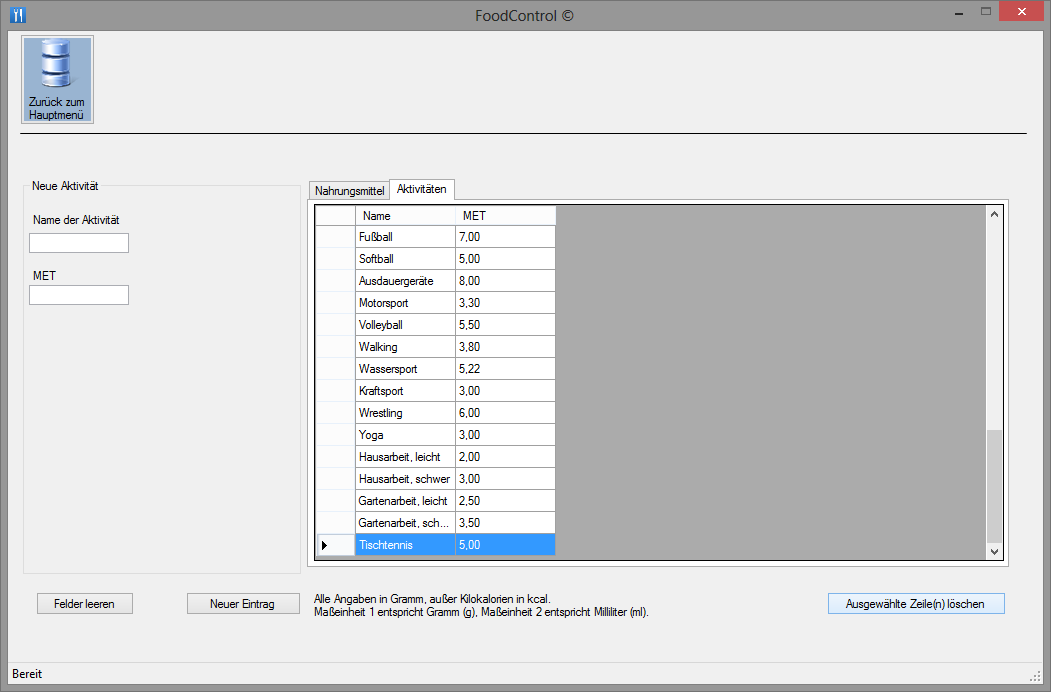 FoodControl ©
Zurück zum
Hauptmenü
Neue Aktivität
Name der Aktivität
MET
Nahrungsmittel Aktivitäten
Name MET
Fußball 7,00
Softball 5,00
Ausdauergeräte 8,00
Motorsport 3,30
Volleyball 5,50
Walking 3,80
Wassersport 5,22
Kraftsport 3,00
Wrestling 6,00
Yoga 3,00
Hausarbeit, leicht 2,00
Hausarbeit, schwer 3,00
Gartenarbeit, leicht 2,50
Gartenarbeit, sch... 3,50
Tischtennis 5,00
Felder leeren
Neuer Eintrag
Alle Angaben in Gramm, außer Kilokalorien in kcal.
Maßeinheit 1 entspricht Gramm (g), Maßeinheit 2 entspricht Milliliter (ml).
Ausgewählte Zeile(n) löschen
Bereit